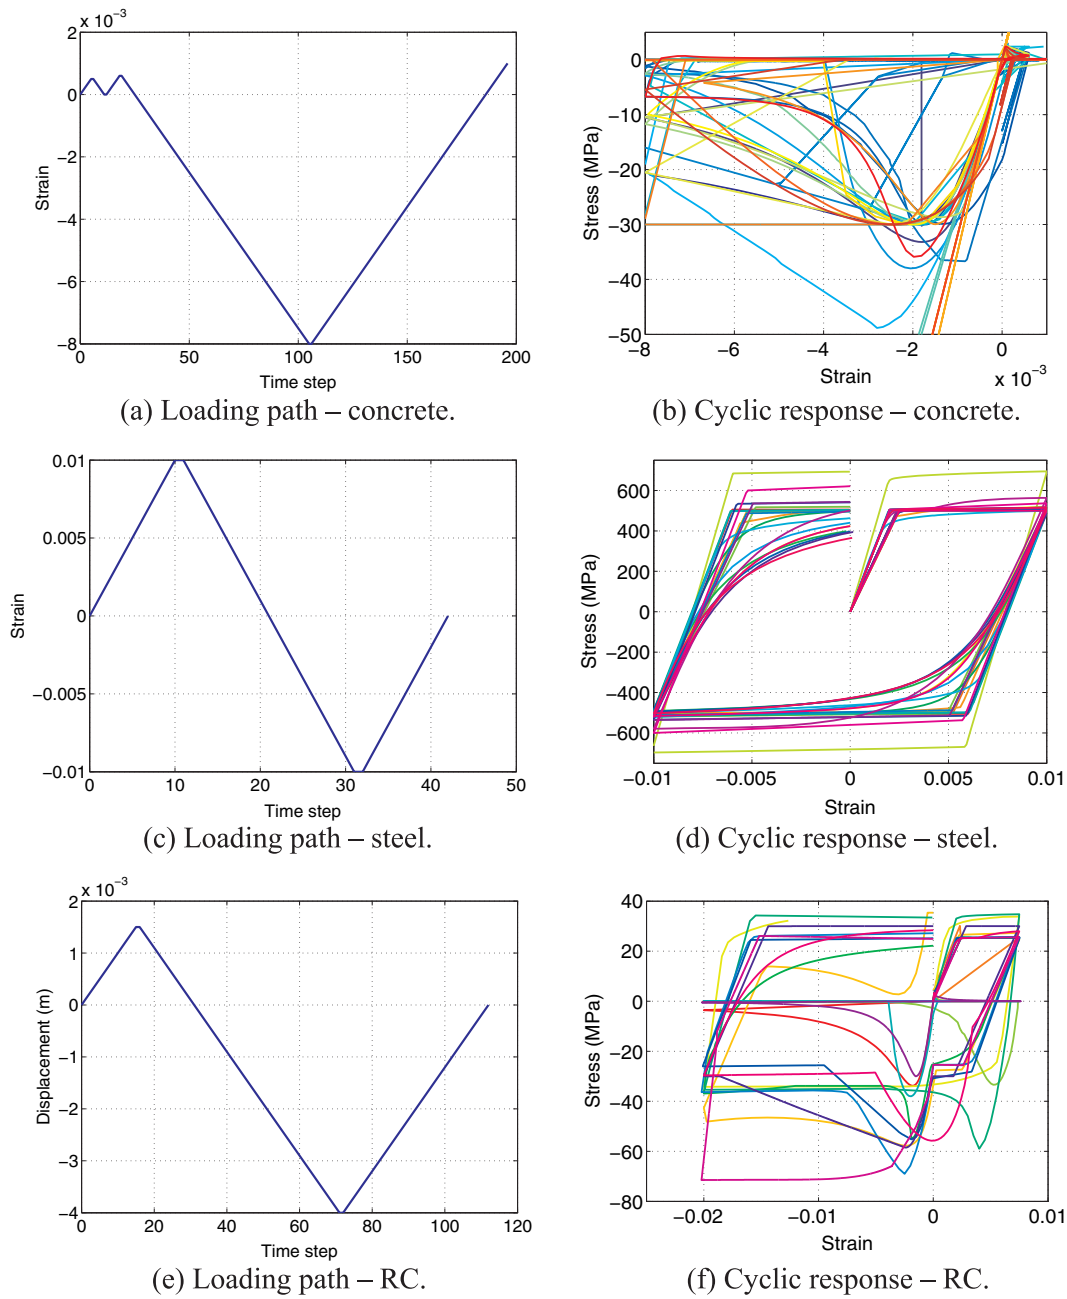 x 10⁻³
2
0
−2
−4
−6
−8
0 50 100 150 200
Strain
Time step
(a) Loading path – concrete.
0
−10
−20
−30
−40
−50
−8 −6 −4 −2 0
x 10⁻³
Stress (MPa)
Strain
(b) Cyclic response – concrete.
0.01
0.005
0
−0.005
−0.01
0 10 20 30 40 50
Strain
Time step
(c) Loading path – steel.
600
400
200
0
−200
−400
−600
−0.01 −0.005 0 0.005 0.01
Stress (MPa)
Strain
(d) Cyclic response – steel.
x 10⁻³
2
1
0
−1
−2
−3
−4
0 20 40 60 80 100 120
Displacement (m)
Time step
(e) Loading path – RC.
40
20
0
−20
−40
−60
−80
−0.02 −0.01 0 0.01
Stress (MPa)
Strain
(f) Cyclic response – RC.